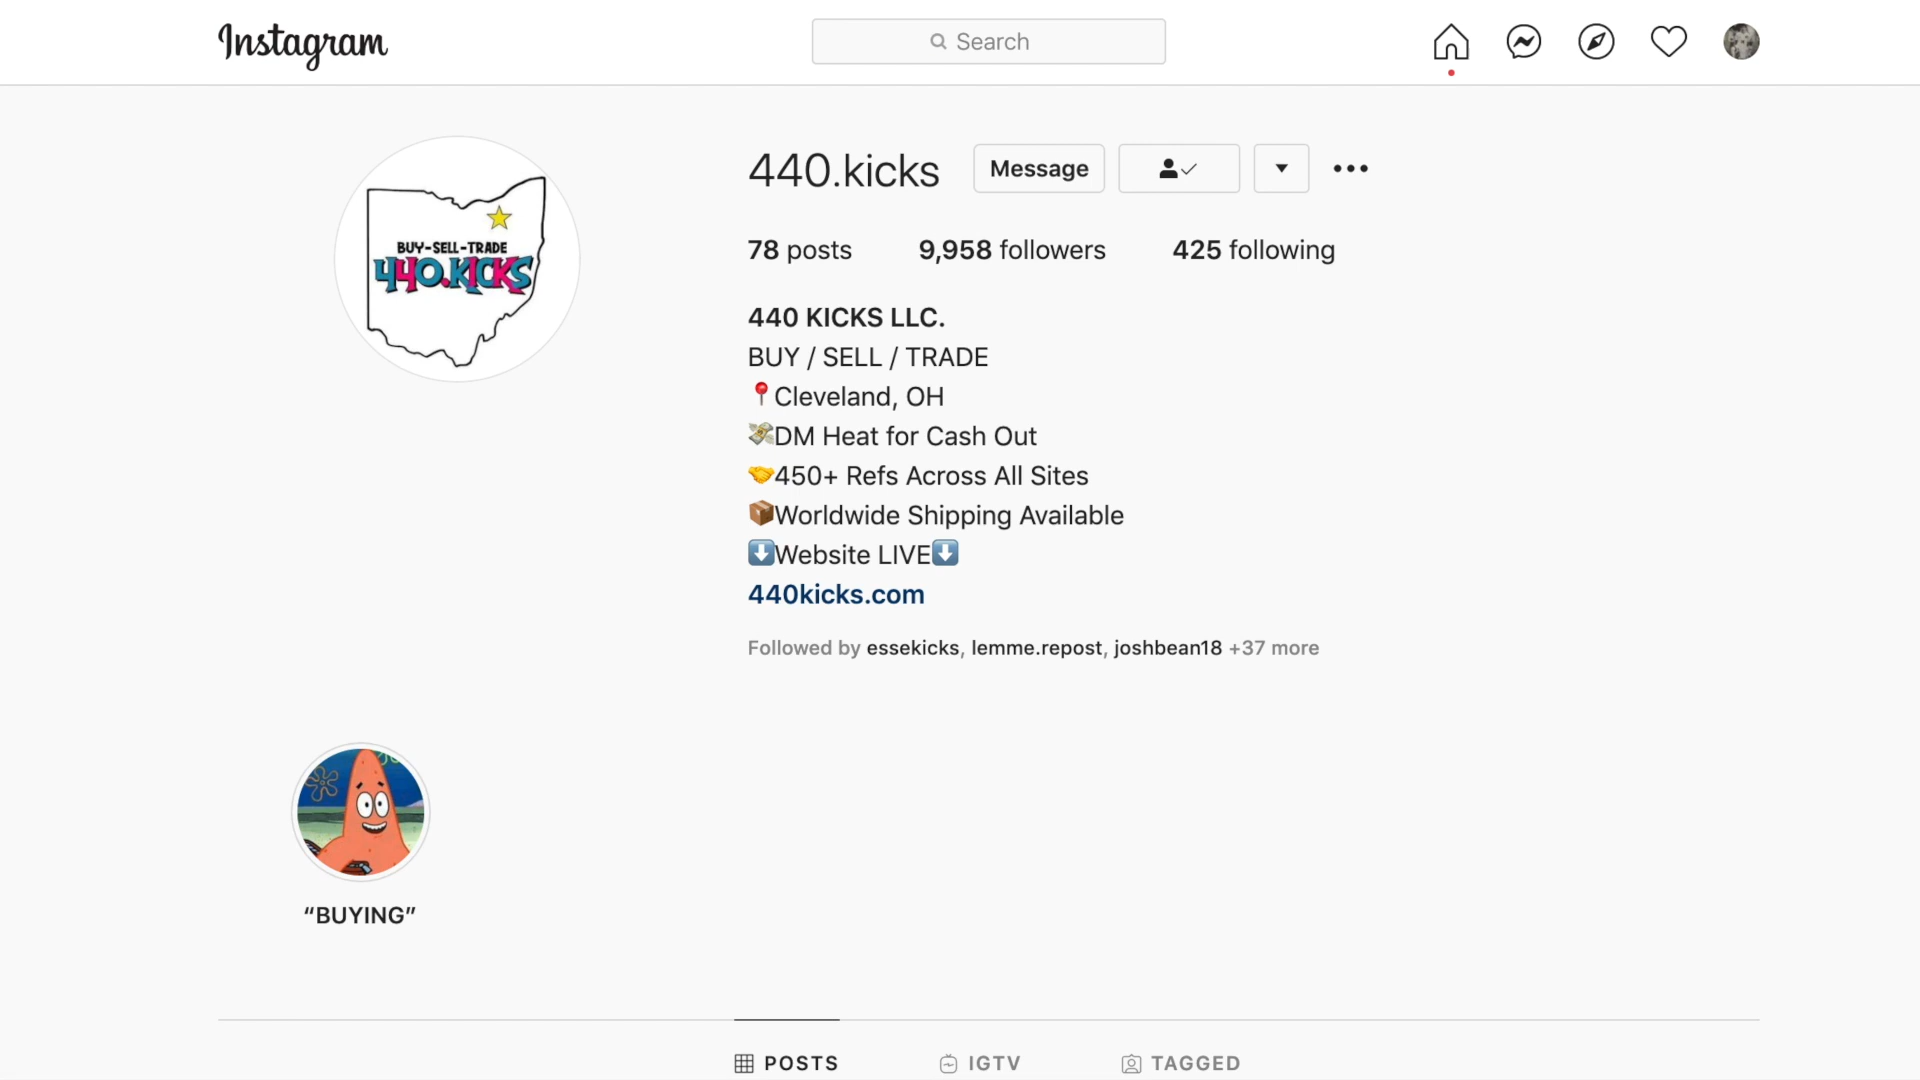 Instagram
Search
440.kicks
Message
78 posts
9,958 followers
425 following
BUY-SELL-TRADE
440.KICKS
440 KICKS LLC.
BUY / SELL / TRADE
📍Cleveland, OH
💸DM Heat for Cash Out
🤝450+ Refs Across All Sites
📦Worldwide Shipping Available
⬇️Website LIVE⬇️
440kicks.com
Followed by essekicks, lemme.repost, joshbean18 +37 more
“BUYING”
POSTS
IGTV
TAGGED